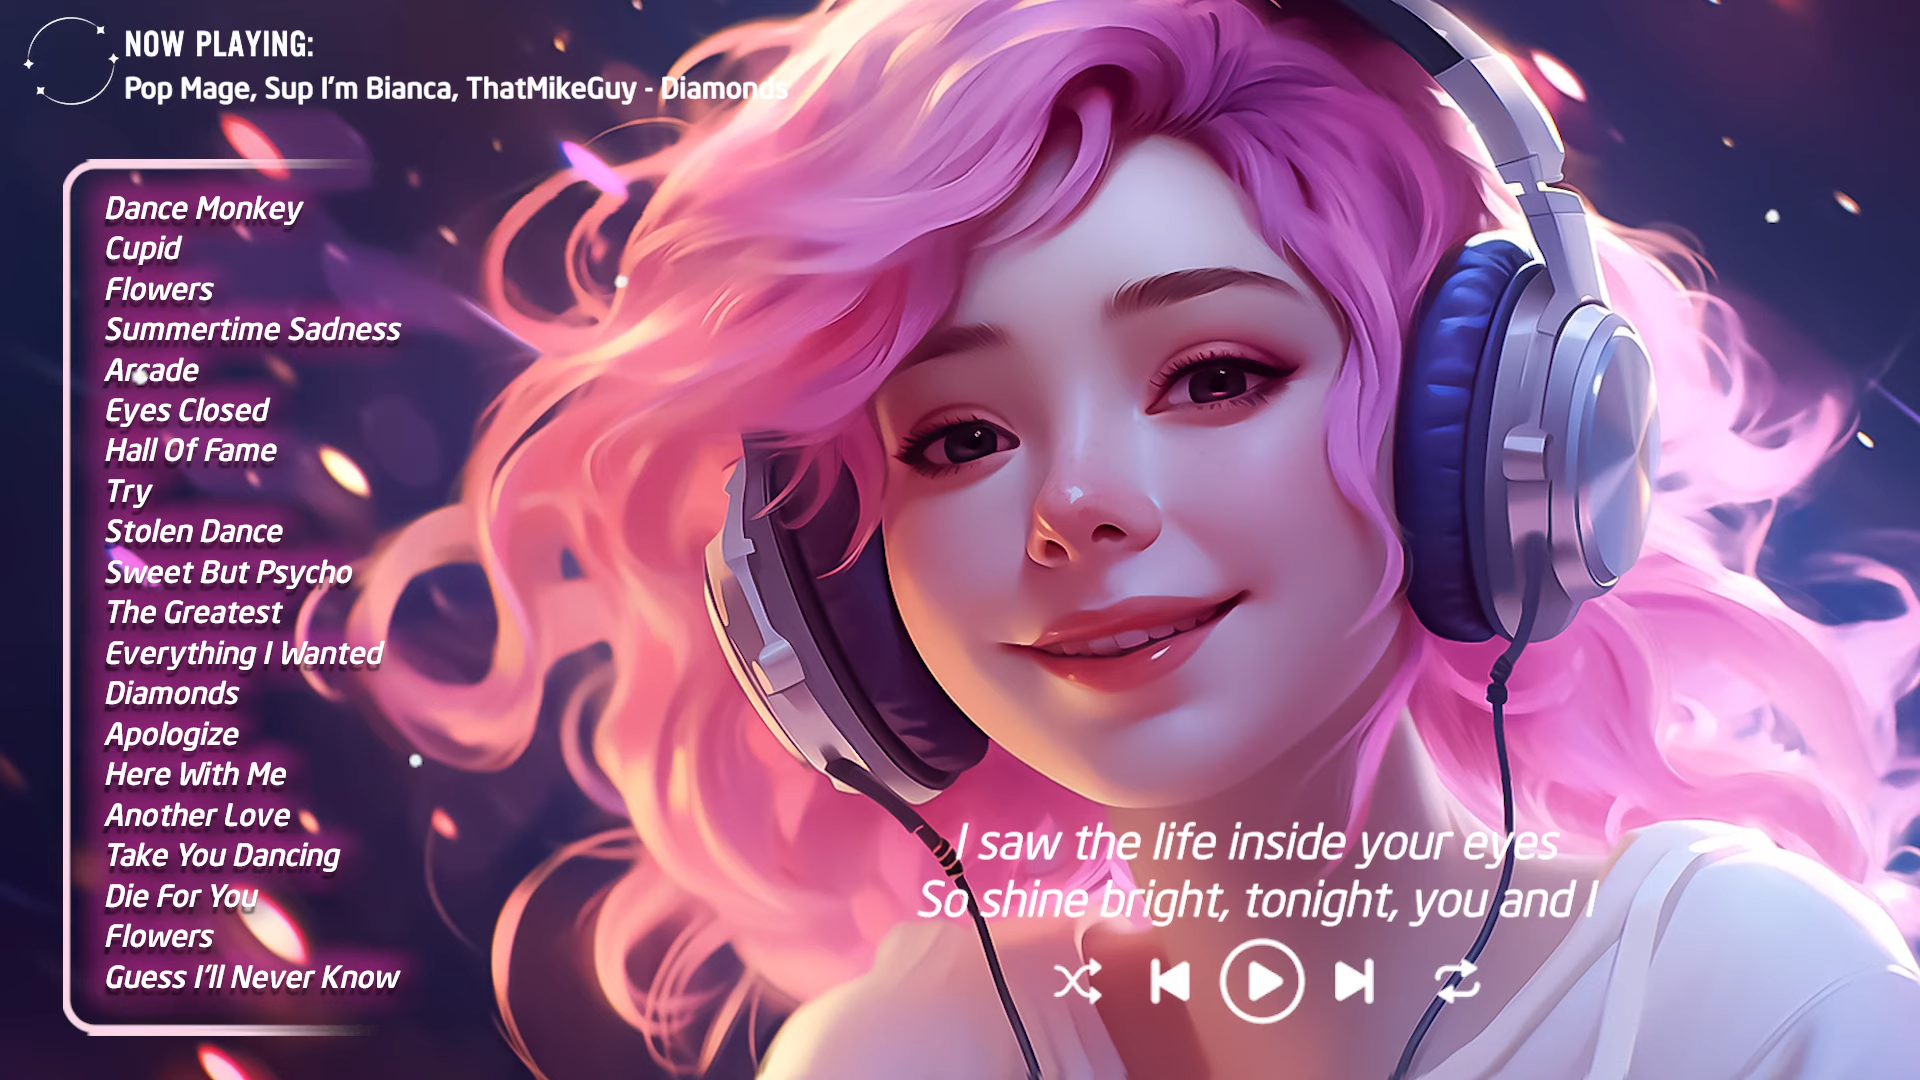 NOW PLAYING:
Pop Mage, Sup I'm Bianca, ThatMikeGuy - Diamonds
Dance Monkey
Cupid
Flowers
Summertime Sadness
Arcade
Eyes Closed
Hall Of Fame
Try
Stolen Dance
Sweet But Psycho
The Greatest
Everything I Wanted
Diamonds
Apologize
Here With Me
Another Love
Take You Dancing
Die For You
Flowers
Guess I'll Never Know
I saw the life inside your eyes
So shine bright, tonight, you and I